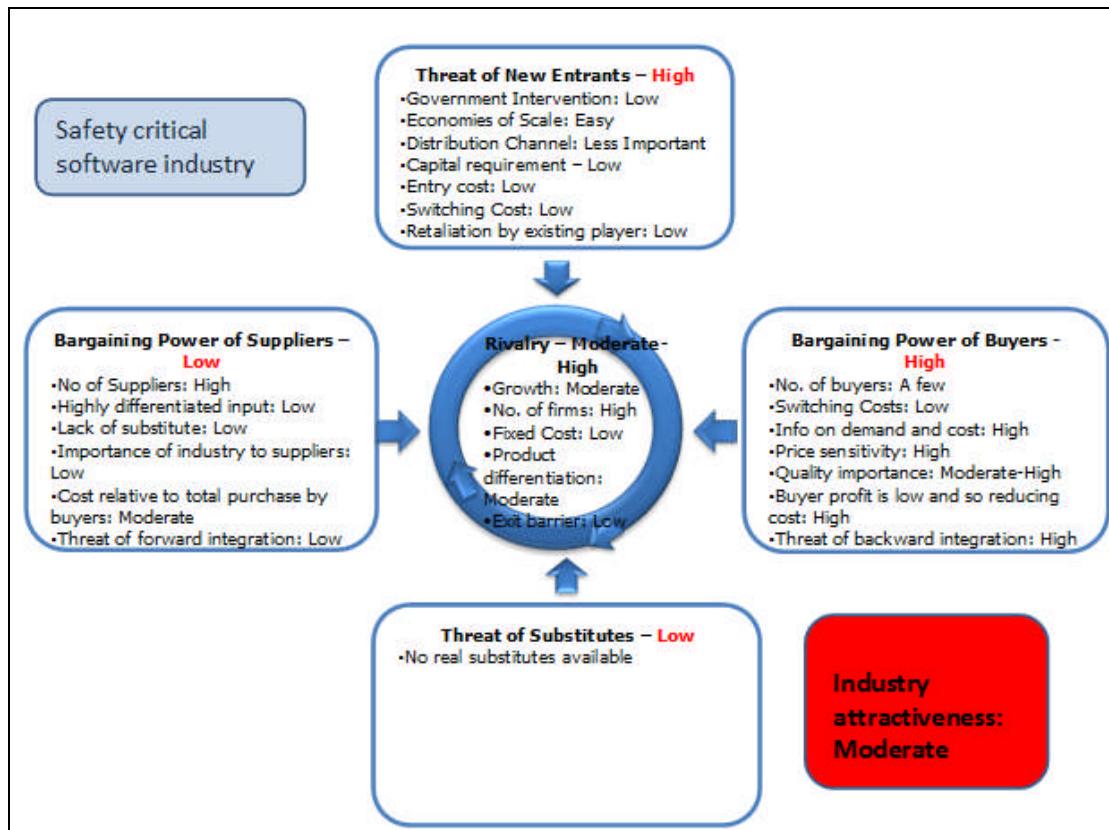 Safety critical
software industry
Threat of New Entrants – High
•Government Intervention: Low
•Economies of Scale: Easy
•Distribution Channel: Less Important
•Capital requirement – Low
•Entry cost: Low
•Switching Cost: Low
•Retaliation by existing player: Low
Bargaining Power of Suppliers –
Low
•No of Suppliers: High
•Highly differentiated input: Low
•Lack of substitute: Low
•Importance of industry to suppliers:
Low
•Cost relative to total purchase by
buyers: Moderate
•Threat of forward integration: Low
Rivalry – Moderate-
High
•Growth: Moderate
•No. of firms: High
•Fixed Cost: Low
•Product
differentiation:
Moderate
•Exit barrier: Low
Bargaining Power of Buyers -
High
•No. of buyers: A few
•Switching Costs: Low
•Info on demand and cost: High
•Price sensitivity: High
•Quality importance: Moderate-High
•Buyer profit is low and so reducing
cost: High
•Threat of backward integration: High
Threat of Substitutes – Low
•No real substitutes available
Industry
attractiveness:
Moderate